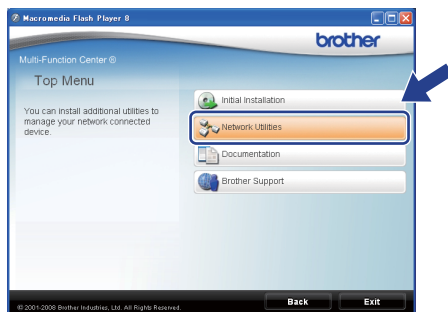 Macromedia Flash Player 8
brother
Multi-Function Center ®
Top Menu
You can install additional utilities to
manage your network connected
device.
Initial Installation
Network Utilities
Documentation
Brother Support
© 2001-2008 Brother Industries, Ltd. All Rights Reserved.
Back
Exit